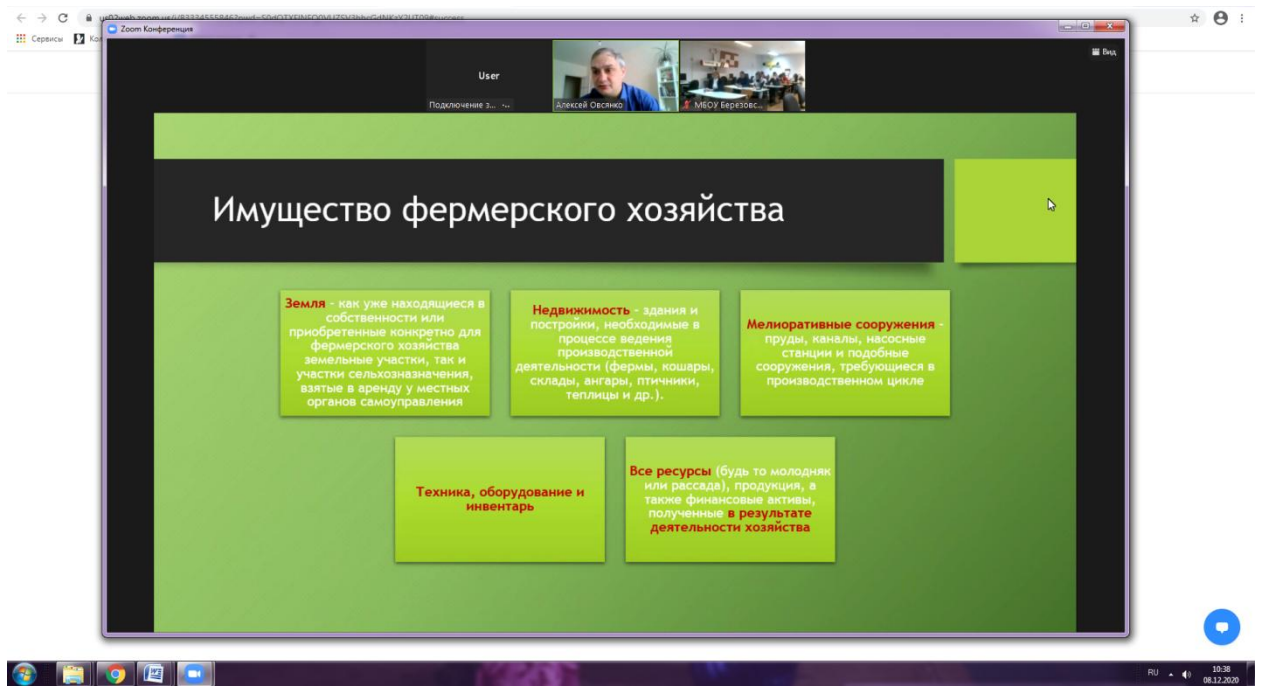 Сервисы
Zoom Конференция
Вид
User
Подключение з...
Алексей Овсянко
МБОУ Березовс...
Имущество фермерского хозяйства
Земля - как уже находящиеся в
собственности или
приобретенные конкретно для
фермерского хозяйства
земельные участки, так и
участки сельхозназначения,
взятые в аренду у местных
органов самоуправления
Недвижимость - здания и
постройки, необходимые в
процессе ведения
производственной
деятельности (фермы, кошары,
склады, ангары, птичники,
теплицы и др.).
Мелиоративные сооружения -
пруды, каналы, насосные
станции и подобные
сооружения, требующиеся в
производственном цикле
Техника, оборудование и
инвентарь
Все ресурсы (будь то молодняк
или рассада), продукция, а
также финансовые активы,
полученные в результате
деятельности хозяйства
RU
10:38
08.12.2020